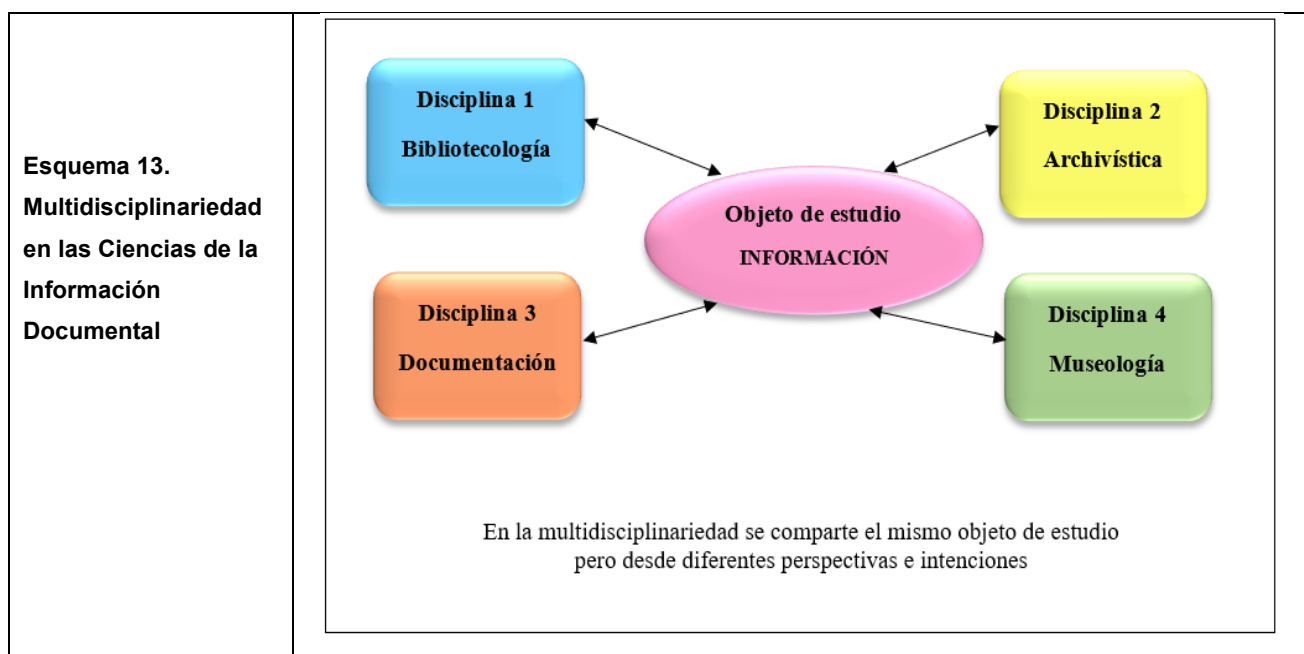 Esquema 13.
Multidisciplinariedad
en las Ciencias de la
Información
Documental
Disciplina 1
Bibliotecología
Disciplina 2
Archivística
Objeto de estudio
INFORMACIÓN
Disciplina 3
Documentación
Disciplina 4
Museología
En la multidisciplinariedad se comparte el mismo objeto de estudio
pero desde diferentes perspectivas e intenciones